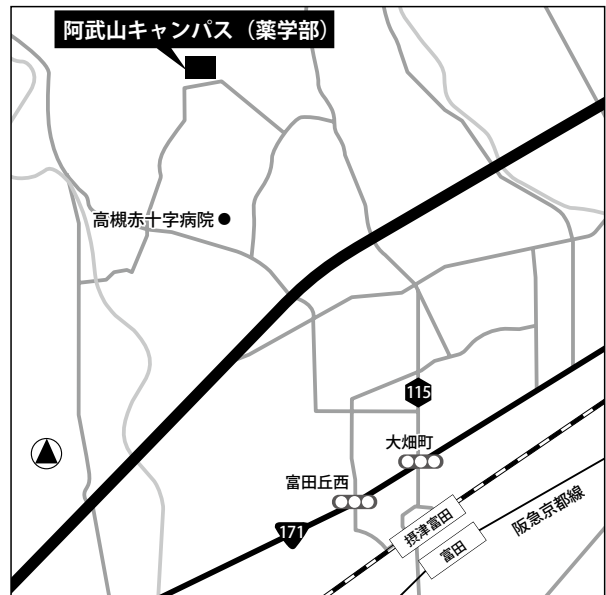 阿武山キャンパス（薬学部）
高槻赤十字病院
115
大畑町
富田丘西
171
摂津富田
富田
阪急京都線